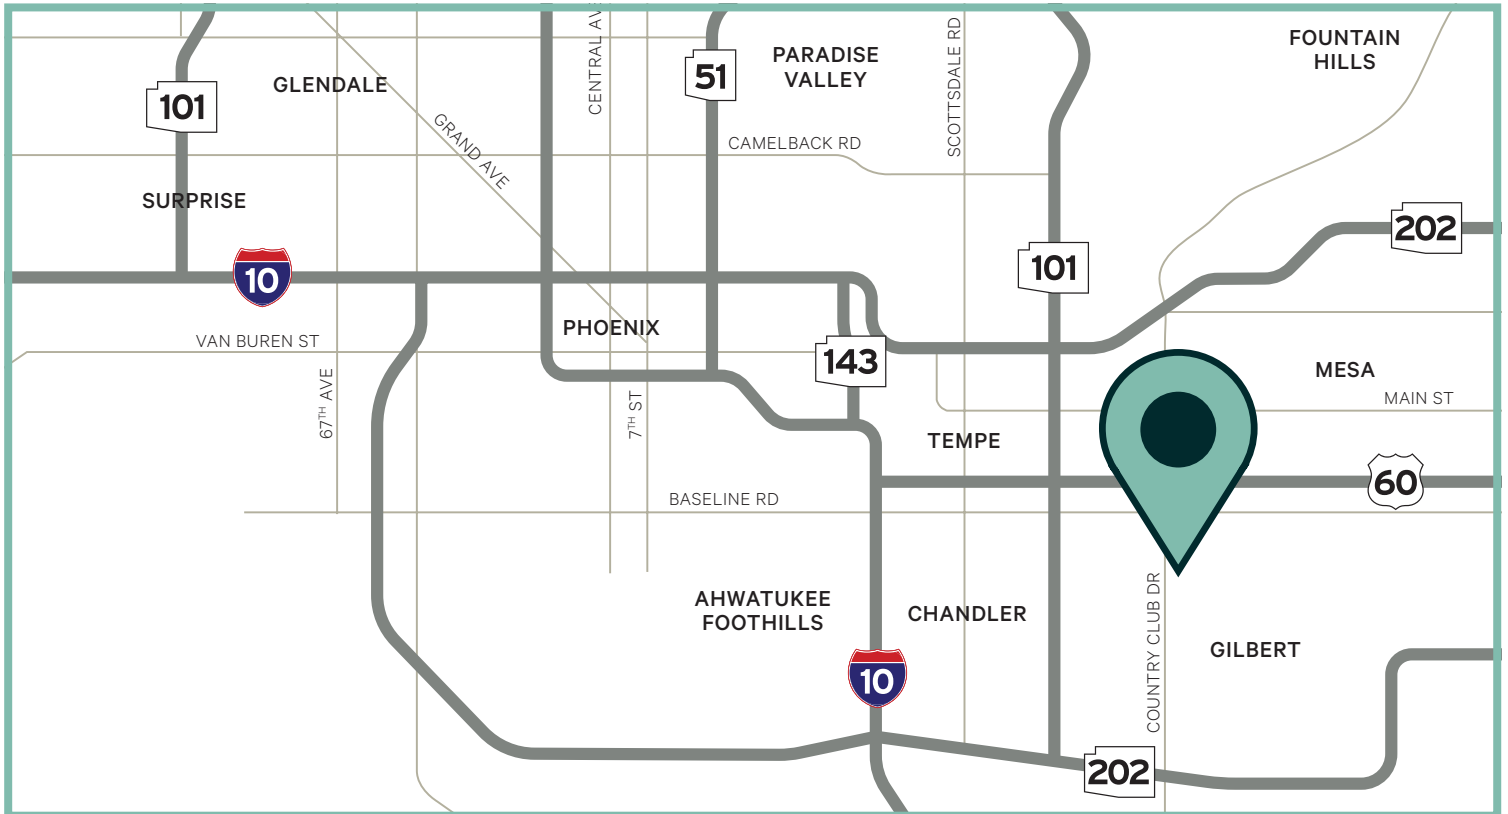 CENTRAL AV
SCOTTSDALE RD
FOUNTAIN
HILLS
PARADISE
VALLEY
51
GLENDALE
101
GRAND AVE
CAMELBACK RD
SURPRISE
202
101
10
PHOENIX
VAN BUREN ST
143
MESA
MAIN ST
67TH AVE
7TH ST
TEMPE
60
BASELINE RD
AHWATUKEE
FOOTHILLS
CHANDLER
COUNTRY CLUB DR
GILBERT
10
202